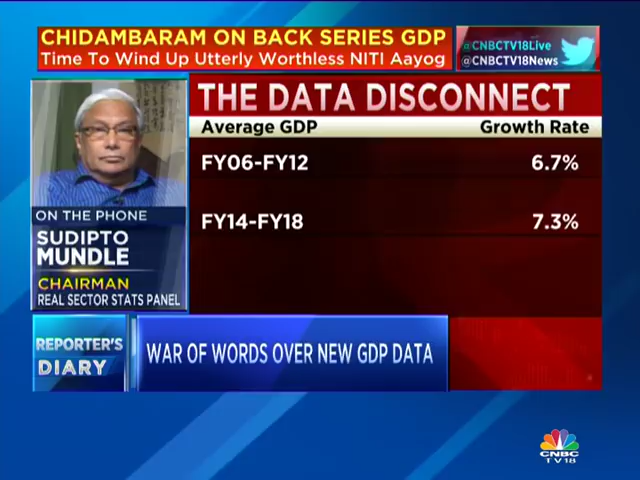 CHIDAMBARAM ON BACK SERIES GDP
Time To Wind Up Utterly Worthless NITI Aayog
@CNBCTV18Live
@CNBCTV18News
THE DATA DISCONNECT
Average GDP Growth Rate
FY06-FY12 6.7%
FY14-FY18 7.3%
ON THE PHONE
SUDIPTO
MUNDLE
CHAIRMAN
REAL SECTOR STATS PANEL
REPORTER'S
DIARY
WAR OF WORDS OVER NEW GDP DATA
CNBC
TV18